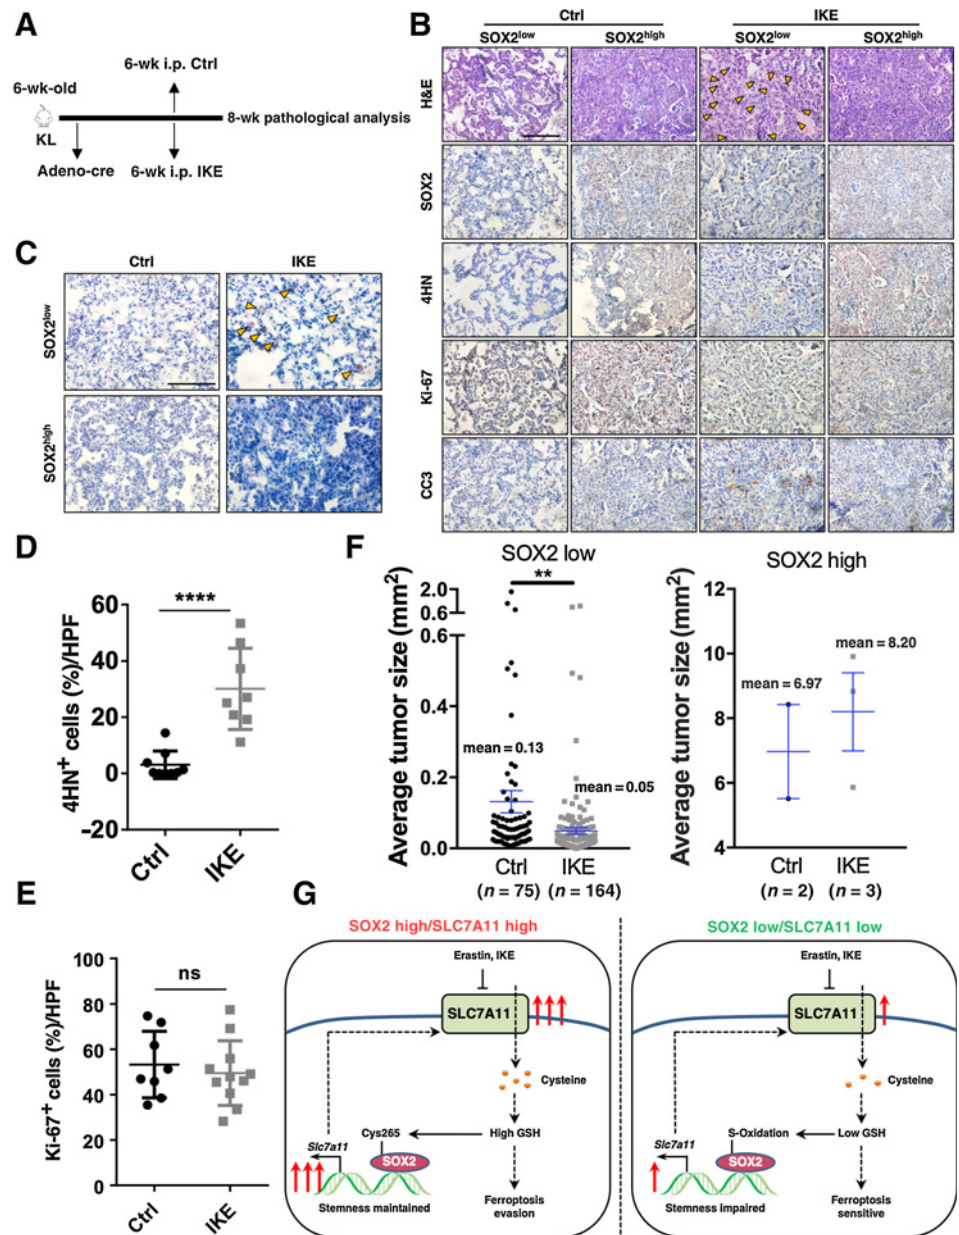 A
6-wk i.p. Ctrl
6-wk-old
8-wk pathological analysis
KL
Adeno-cre
6-wk i.p. IKE
B
Ctrl
IKE
SOX2low
SOX2high
SOX2low
SOX2high
H&E
SOX2
4HN
Ki-67
CC3
C
Ctrl
IKE
SOX2low
SOX2high
D
4HN+ cells (%)/HPF
60
40
20
0
-20
****
Ctrl
IKE
E
Ki-67+ cells (%)/HPF
100
80
60
40
20
0
ns
Ctrl
IKE
F
SOX2 low
Average tumor size (mm2)
2.0
0.6
0.6
0.4
0.2
0.0
**
mean = 0.13
mean = 0.05
Ctrl
IKE
(n = 75)
(n = 164)
SOX2 high
Average tumor size (mm2)
12
10
8
6
4
mean = 6.97
mean = 8.20
Ctrl
IKE
(n = 2)
(n = 3)
G
SOX2 high/SLC7A11 high
Erastin, IKE
SLC7A11
Cysteine
Cys265
High GSH
Slc7a11
SOX2
Stemness maintained
Ferroptosis
evasion
SOX2 low/SLC7A11 low
Erastin, IKE
SLC7A11
Cysteine
S-Oxidation
Low GSH
Slc7a11
SOX2
Stemness Impaired
Ferroptosis
sensitive